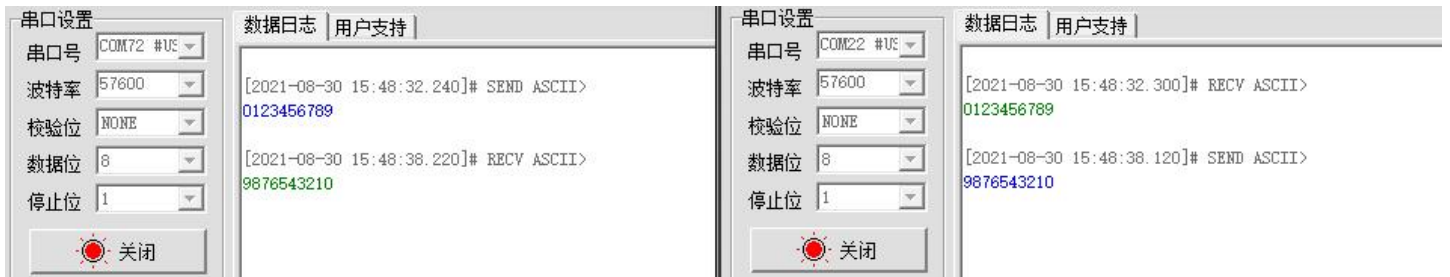 串口设置
串口号 COM72 #US
波特率 57600
校验位 NONE
数据位 8
停止位 1
关闭
数据日志 用户支持
[2021-08-30 15:48:32.240]# SEND ASCII>
0123456789
[2021-08-30 15:48:38.220]# RECV ASCII>
9876543210
串口设置
串口号 COM22 #US
波特率 57600
校验位 NONE
数据位 8
停止位 1
关闭
数据日志 用户支持
[2021-08-30 15:48:32.300]# RECV ASCII>
0123456789
[2021-08-30 15:48:38.120]# SEND ASCII>
9876543210